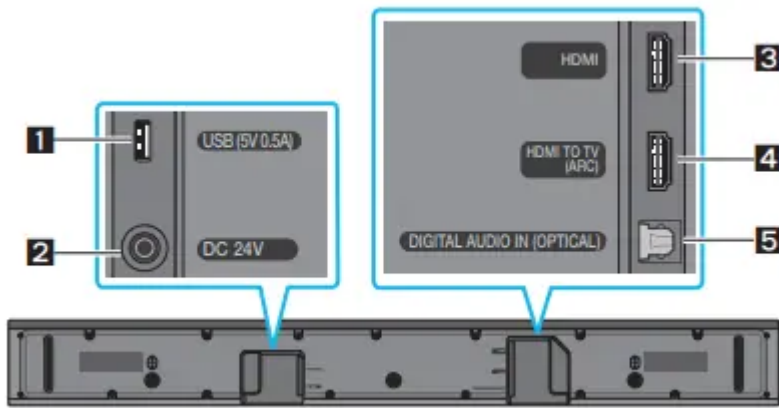 1
USB (5V 0.5A)
2
DC 24V
HDMI
3
HDMI TO TV
(ARC)
4
DIGITAL AUDIO IN (OPTICAL)
5